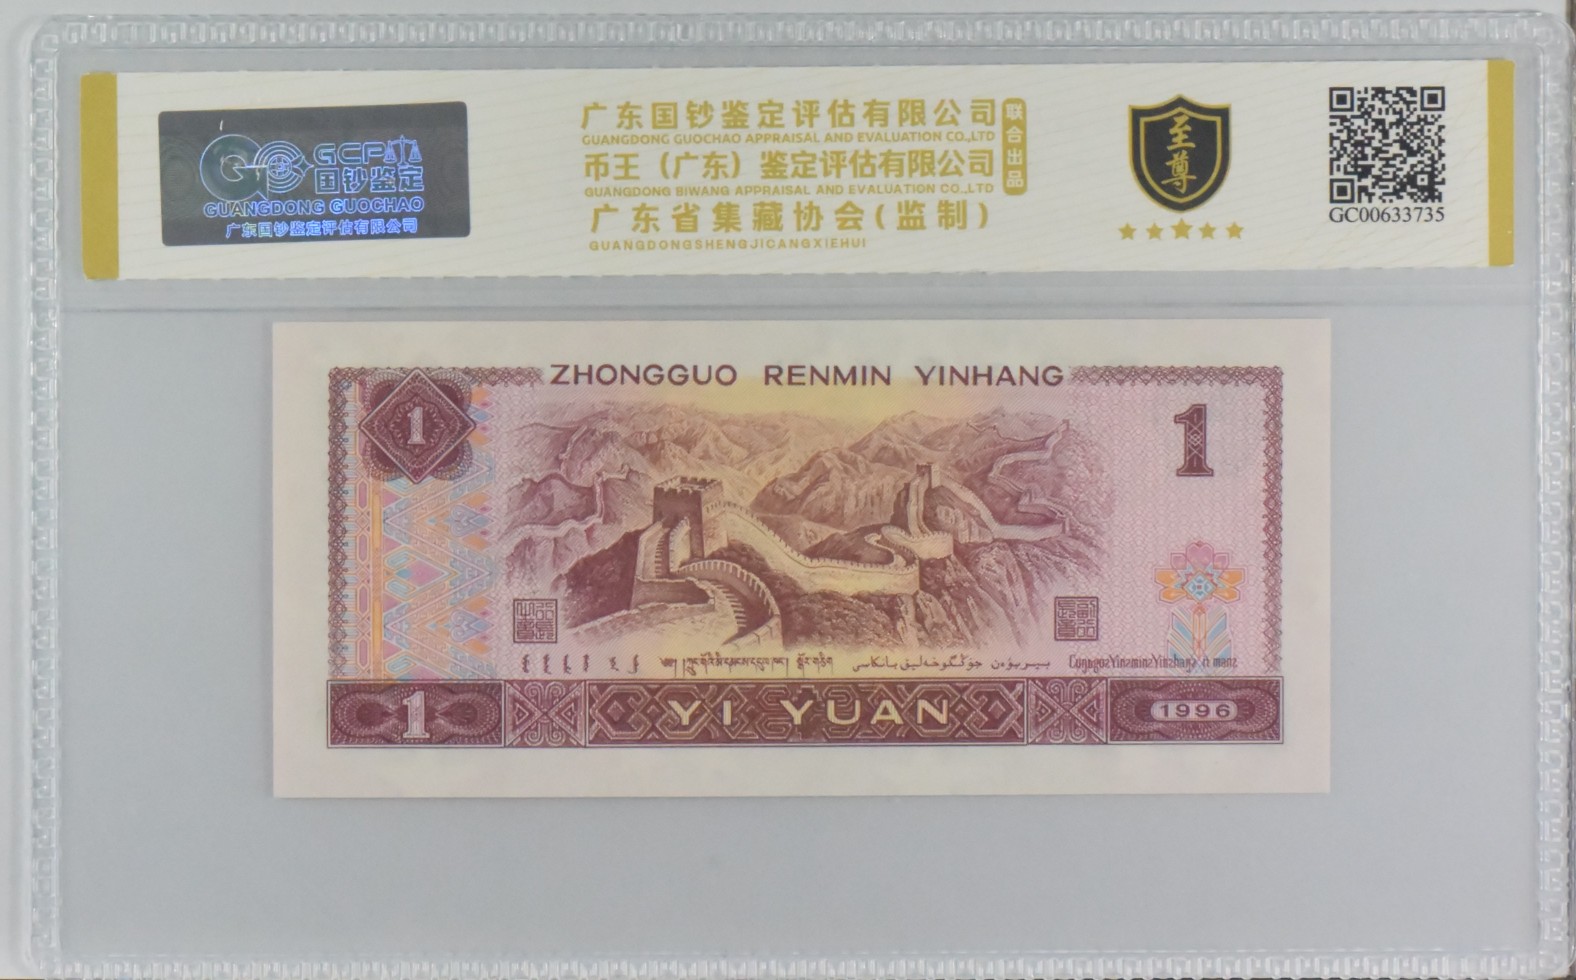 GCP
国钞鉴定
GUANGDONG GUOCHAO
广东国钞鉴定评估有限公司
广东国钞鉴定评估有限公司
GUANGDONG GUOCHAO APPRAISAL AND EVALUATION CO.,LTD
币王（广东）鉴定评估有限公司
GUANGDONG BIWANG APPRAISAL AND EVALUATION CO.,LTD
联合出品
广东省集藏协会(监制)
GUANGDONGSHENGJICANGXIEHUI
至尊
GC00633735
ZHONGGUO RENMIN YINHANG
1
1
1
YI YUAN
1996